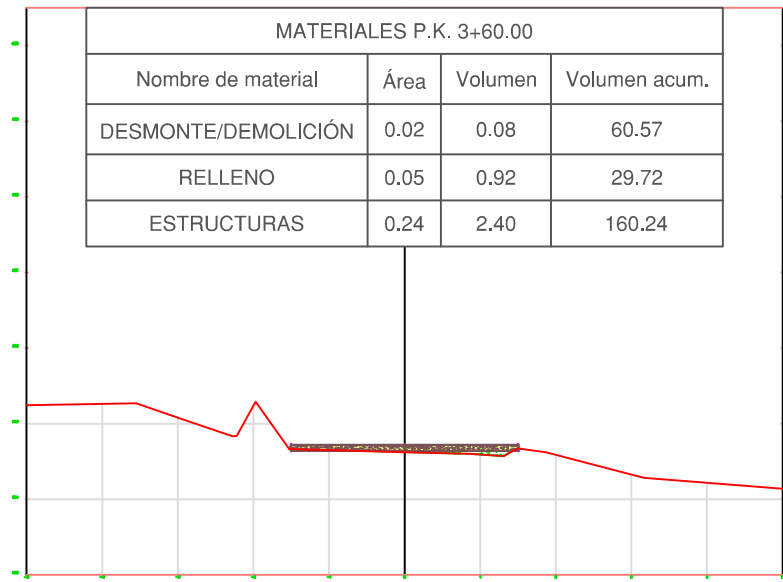 MATERIALES P.K. 3+60.00
Nombre de material Área Volumen Volumen acum.
DESMONTE/DEMOLICIÓN 0.02 0.08 60.57
RELLENO 0.05 0.92 29.72
ESTRUCTURAS 0.24 2.40 160.24